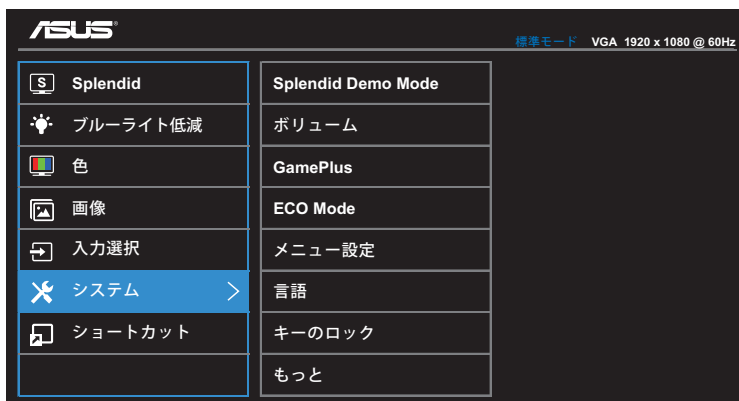 ASUS
標準モード VGA 1920 x 1080 @ 60Hz
S Splendid
ブルーライト低減
色
画像
入力選択
システム
ショートカット
Splendid Demo Mode
ボリューム
GamePlus
ECO Mode
メニュー設定
言語
キーのロック
もっと